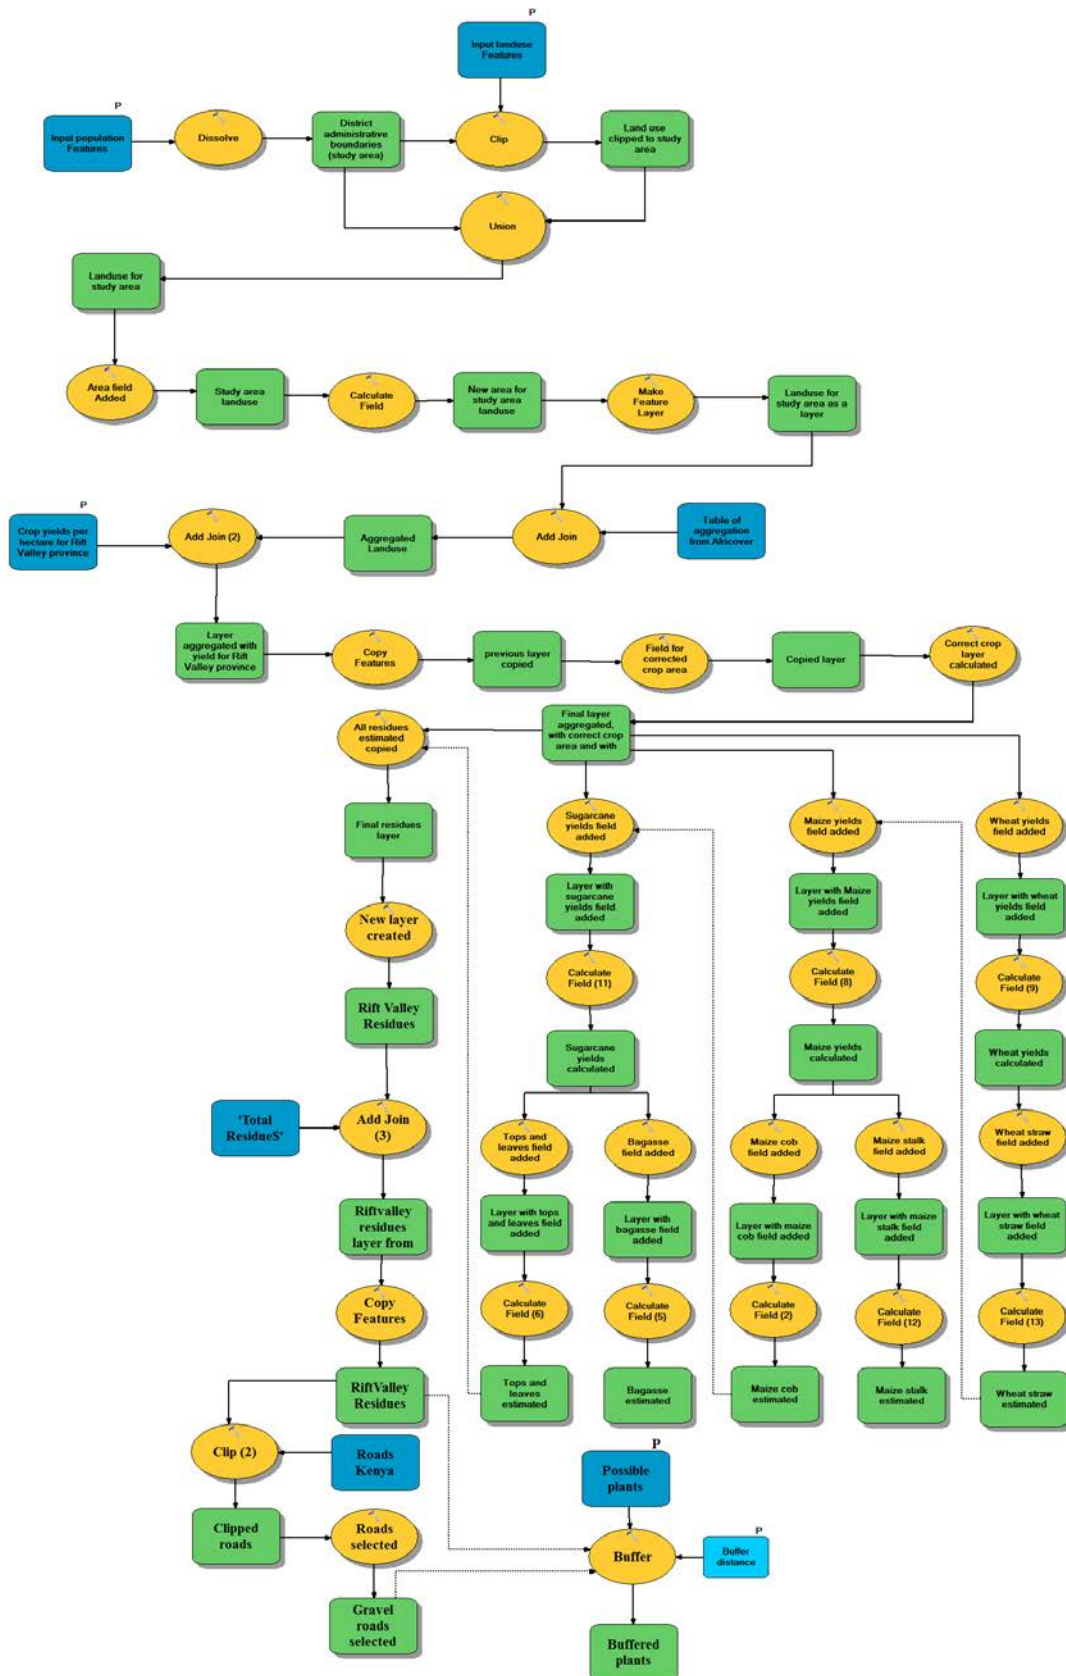 P
Input landuse
Features
P
Input population
Features
Dissolve
District
administrative
boundaries
(study area)
Clip
Land use
clipped to study
area
Union
Landuse for
study area
Area field
Added
Study area
landuse
Calculate
Field
New area for
study area
landuse
Make
Feature
Layer
Landuse for
study area as a
layer
P
Crop yields per
hectare for Rift
Valley province
Add Join (2)
Aggregated
Landuse
Add Join
Table of
aggregation
from Africover
Layer
aggregated with
yield for Rift
Valley province
Copy
Features
previous layer
copied
Field for
corrected
crop area
Copied layer
Correct crop
layer
calculated
All residues
estimated
copied
Final layer
aggregated,
with correct crop
area and with
Final residues
layer
Sugarcane
yields field
added
Maize yields
field added
Wheat yields
field added
Layer with
sugarcane
yields field
added
Layer with Maize
yields field
added
Layer with wheat
yields field
added
New layer
created
Calculate
Field (11)
Calculate
Field (8)
Calculate
Field (9)
Rift Valley
Residues
Sugarcane
yields
calculated
Maize yields
calculated
Wheat yields
calculated
'Total
Residue$'
Add Join
(3)
Tops and
leaves field
added
Bagasse
field added
Maize cob
field added
Maize stalk
field added
Wheat straw
field added
Riftvalley
residues
layer from
Layer with tops
and leaves field
added
Layer with
bagasse field
added
Layer with maize
cob field added
Layer with maize
stalk field
added
Layer with wheat
straw field
added
Copy
Features
Calculate
Field (6)
Calculate
Field (5)
Calculate
Field (2)
Calculate
Field (12)
Calculate
Field (13)
RiftValley
Residues
Tops and
leaves
estimated
Bagasse
estimated
Maize cob
estimated
Maize stalk
estimated
Wheat straw
estimated
Clip (2)
Roads
Kenya
P
Possible
plants
Clipped
roads
Roads
selected
Buffer
P
Buffer
distance
Gravel
roads
selected
Buffered
plants